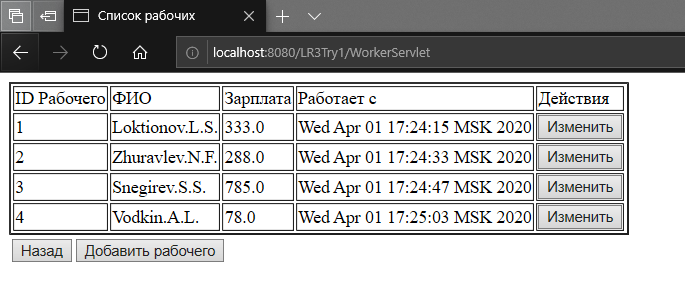 Список рабочих
localhost:8080/LR3Try1/WorkerServlet
ID Рабочего ФИО Зарплата Работает с Действия
1 Loktionov.L.S. 333.0 Wed Apr 01 17:24:15 MSK 2020 Изменить
2 Zhuravlev.N.F. 288.0 Wed Apr 01 17:24:33 MSK 2020 Изменить
3 Snegirev.S.S. 785.0 Wed Apr 01 17:24:47 MSK 2020 Изменить
4 Vodkin.A.L. 78.0 Wed Apr 01 17:25:03 MSK 2020 Изменить
Назад Добавить рабочего